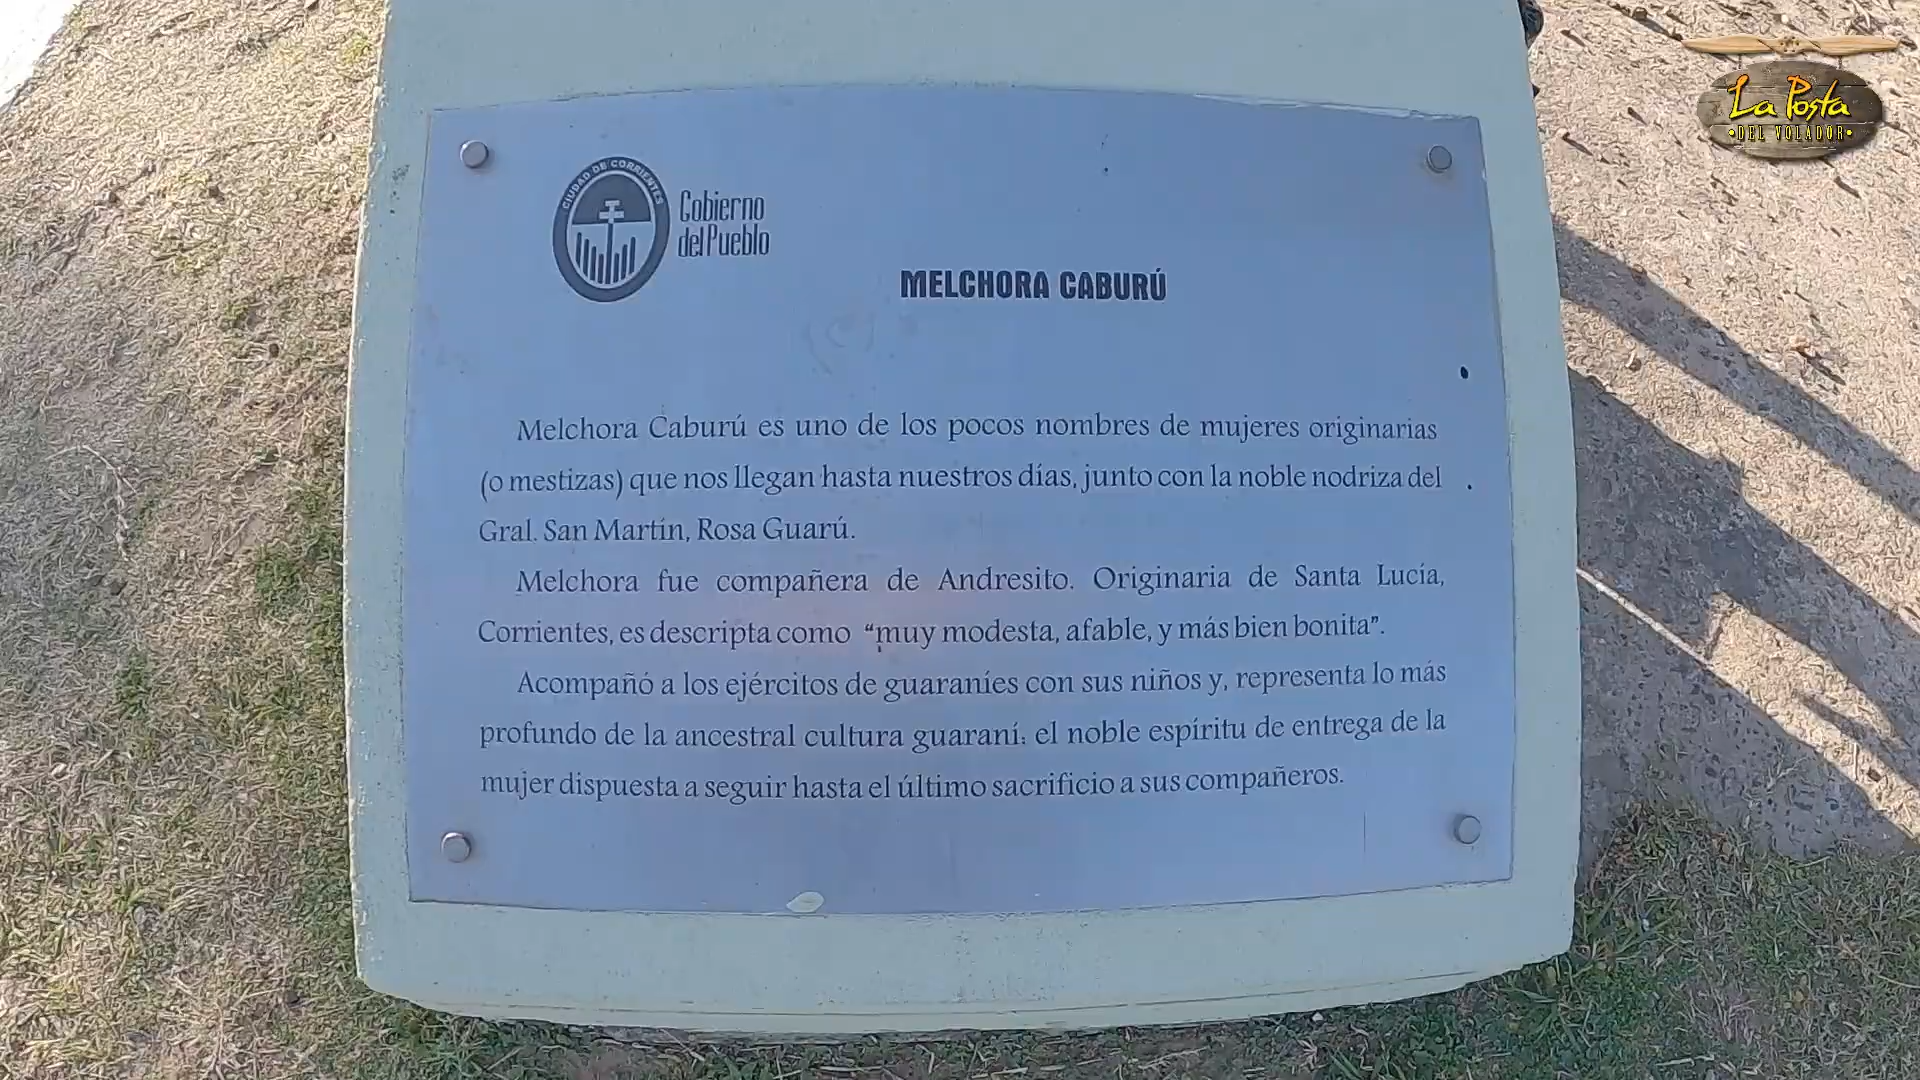 La Posta
•DEL VOLADOR•
CIUDAD DE CORRIENTES
Gobierno
del Pueblo
MELCHORA CABURÚ
Melchora Caburú es uno de los pocos nombres de mujeres originarias
(o mestizas) que nos llegan hasta nuestros días, junto con la noble nodriza del
Gral. San Martín, Rosa Guarú.
Melchora fue compañera de Andresito. Originaria de Santa Lucía,
Corrientes, es descripta como “muy modesta, afable, y más bien bonita”.
Acompañó a los ejércitos de guaraníes con sus niños y, representa lo más
profundo de la ancestral cultura guaraní: el noble espíritu de entrega de la
mujer dispuesta a seguir hasta el último sacrificio a sus compañeros.